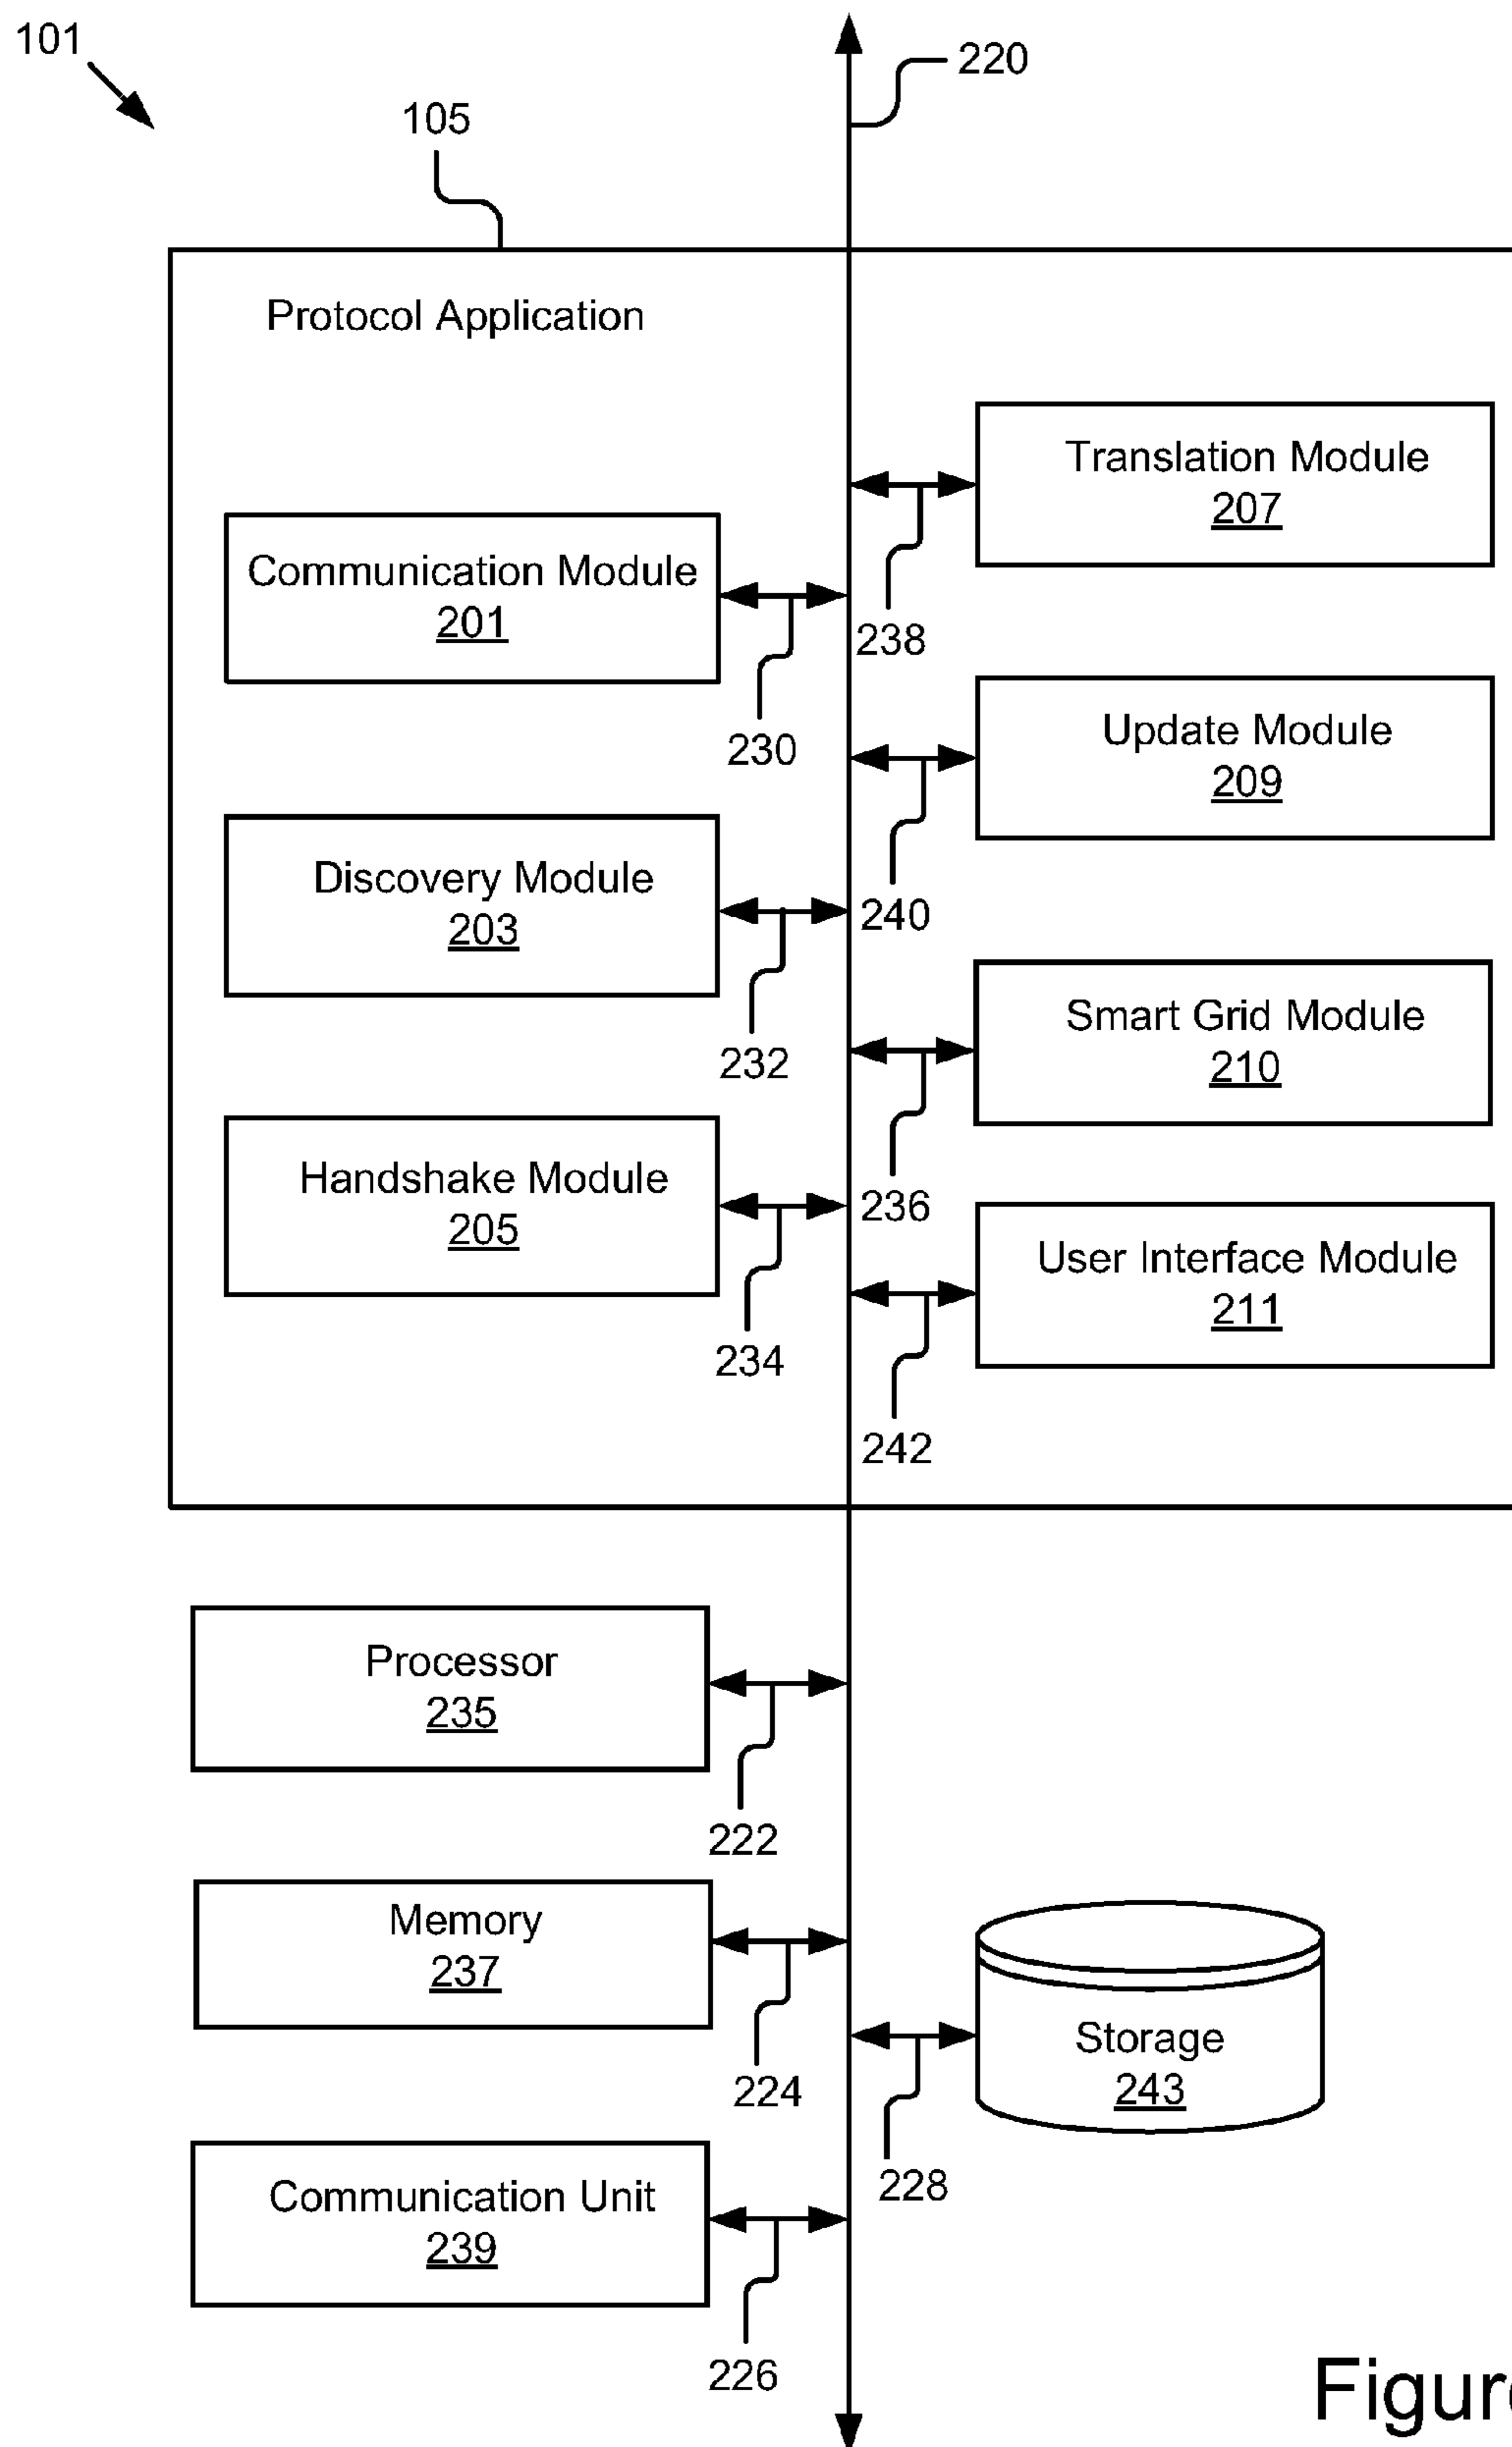 101
220
105
Protocol Application
Translation Module
207
238
Communication Module
201
230
Update Module
209
240
Discovery Module
203
232
Smart Grid Module
210
236
Handshake Module
205
234
User Interface Module
211
242
Processor
235
222
Memory
237
224
Storage
243
228
Communication Unit
239
226